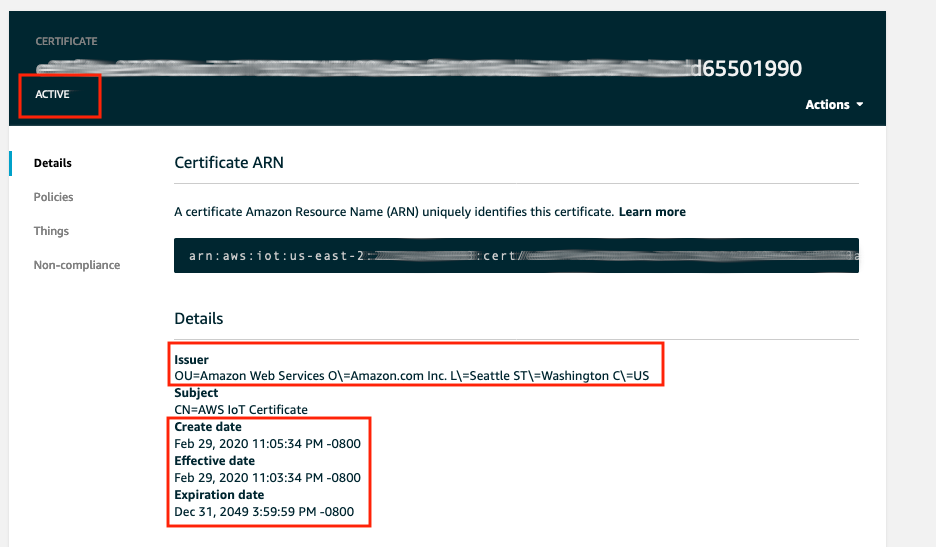 CERTIFICATE
d65501990
ACTIVE
Actions
Details
Policies
Things
Non-compliance
Certificate ARN
A certificate Amazon Resource Name (ARN) uniquely identifies this certificate. Learn more
arn:aws:iot:us-east-2: :cert/
Details
Issuer
OU=Amazon Web Services O\=Amazon.com Inc. L\=Seattle ST\=Washington C\=US
Subject
CN=AWS IoT Certificate
Create date
Feb 29, 2020 11:05:34 PM -0800
Effective date
Feb 29, 2020 11:03:34 PM -0800
Expiration date
Dec 31, 2049 3:59:59 PM -0800